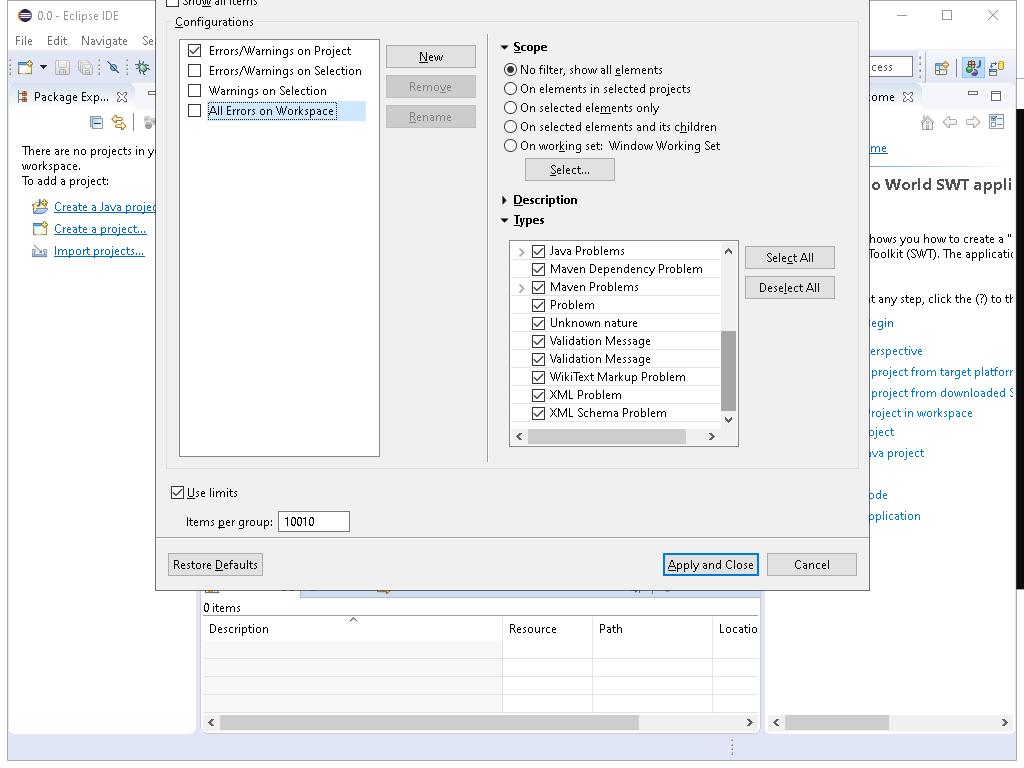 Show all items
0.0 - Eclipse IDE
File Edit Navigate Se
Configurations
Errors/Warnings on Project
Errors/Warnings on Selection
Warnings on Selection
All Errors on Workspace
New
Remove
Rename
Scope
No filter, show all elements
On elements in selected projects
On selected elements only
On selected elements and its children
On working set: Window Working Set
Select...
Description
Types
Java Problems
Maven Dependency Problem
Maven Problems
Problem
Unknown nature
Validation Message
Validation Message
WikiText Markup Problem
XML Problem
XML Schema Problem
Select All
Deselect All
Use limits
Items per group: 10010
Restore Defaults
Apply and Close
Cancel
Package Exp...
There are no projects in y
workspace.
To add a project:
Create a Java projec
Create a project...
Import projects...
cess
ome
me
o World SWT appli
hows you how to create a "
Toolkit (SWT). The applicatic
t any step, click the (?) to th
egin
erspective
project from target platforr
project from downloaded S
roject in workspace
oject
va project
ode
pplication
0 items
Description Resource Path Locatio